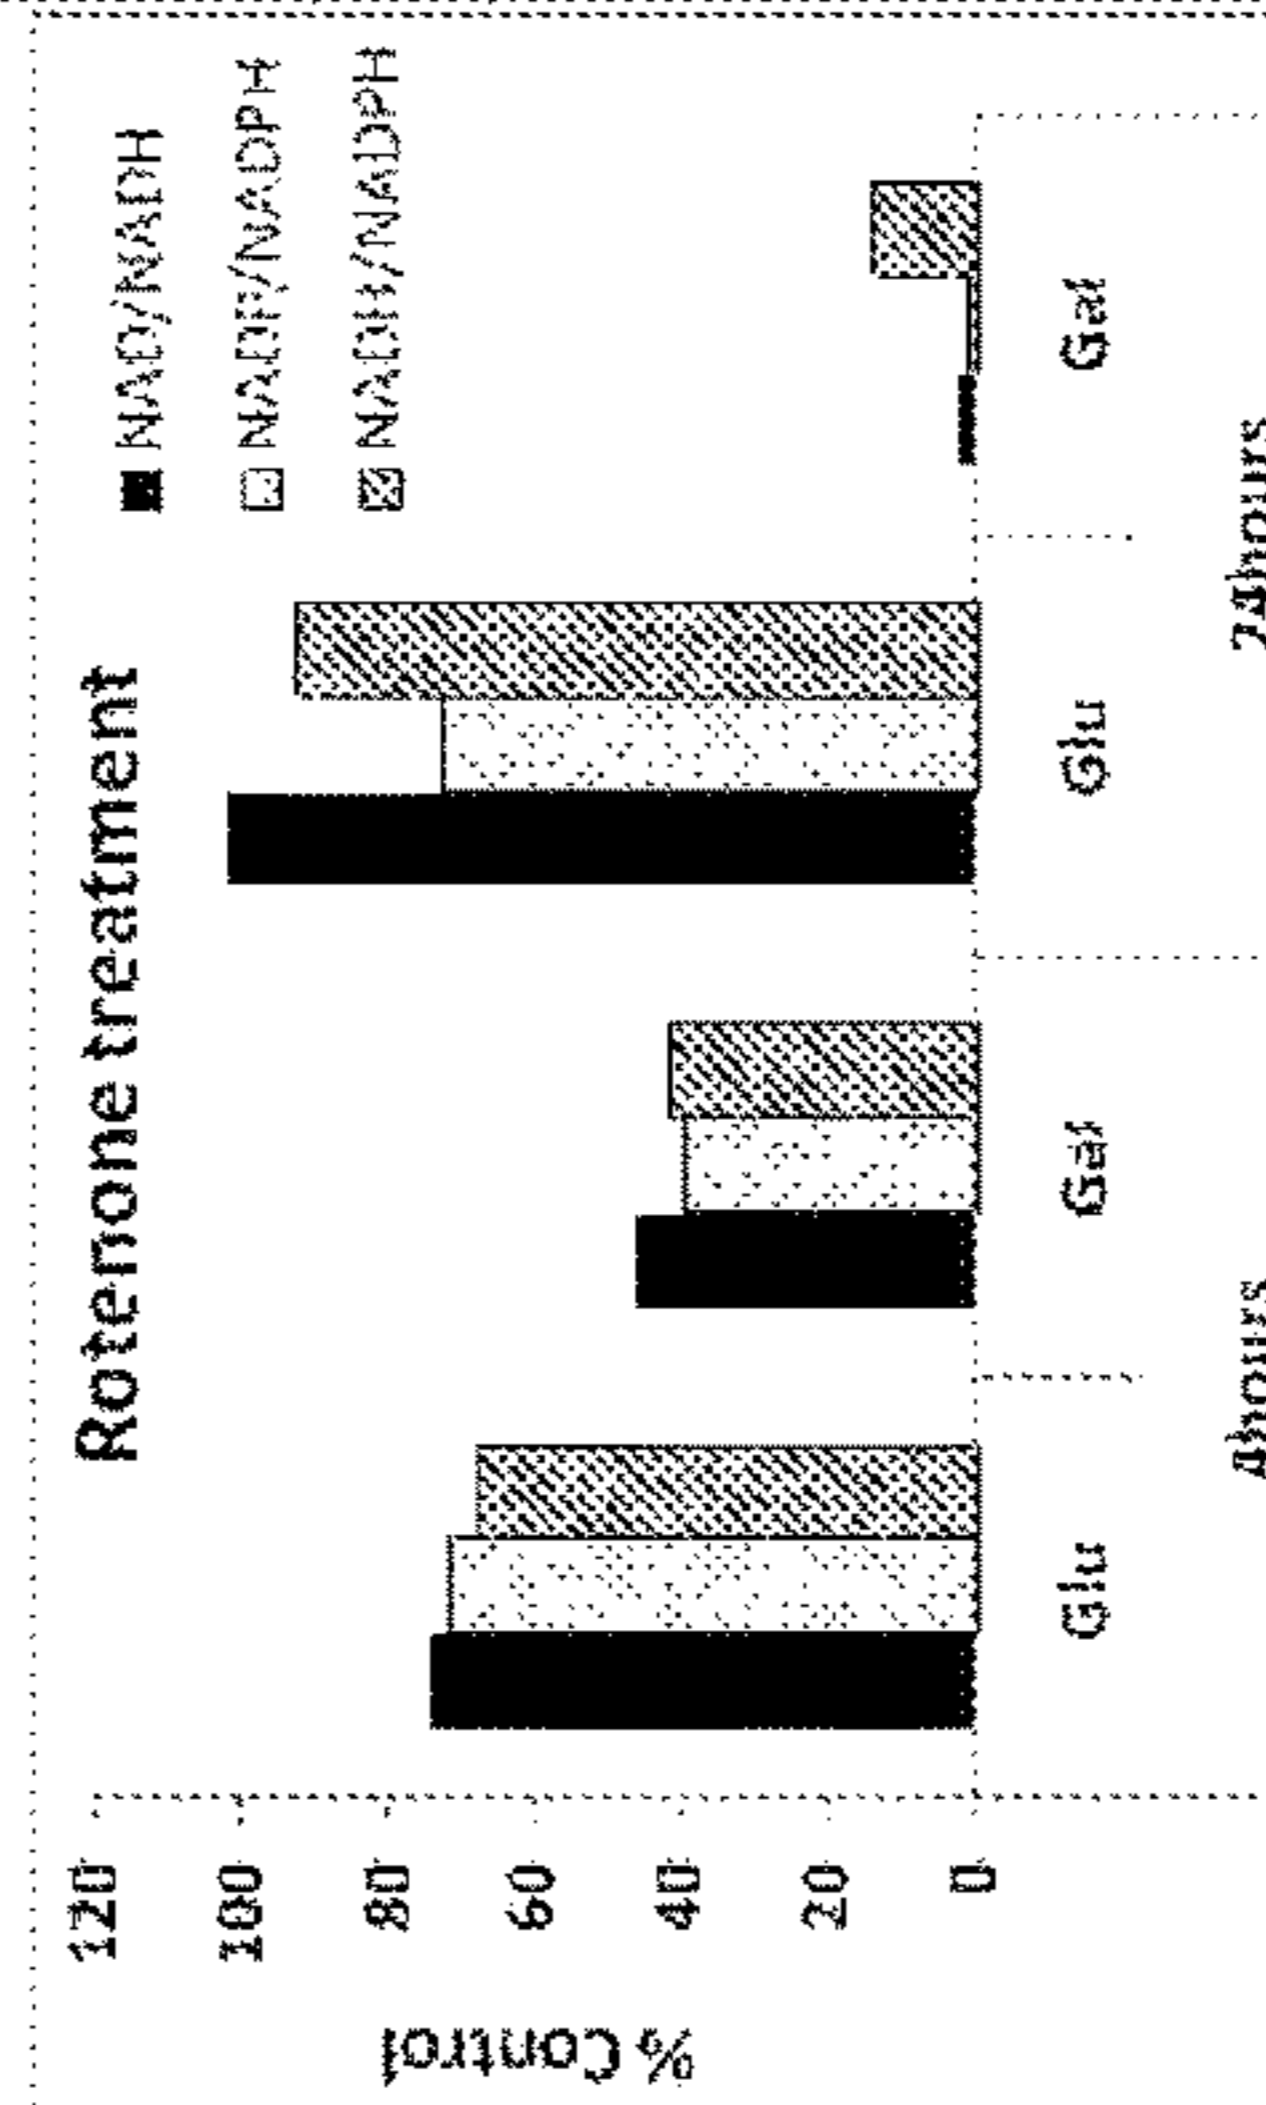 Rotenone treatment
NAD/NADH
NADP/NADPH
NADH/NADPH
120
100
80
60
40
20
0
% Control
Glu
Gal
Glu
Gal
4hours
24hours